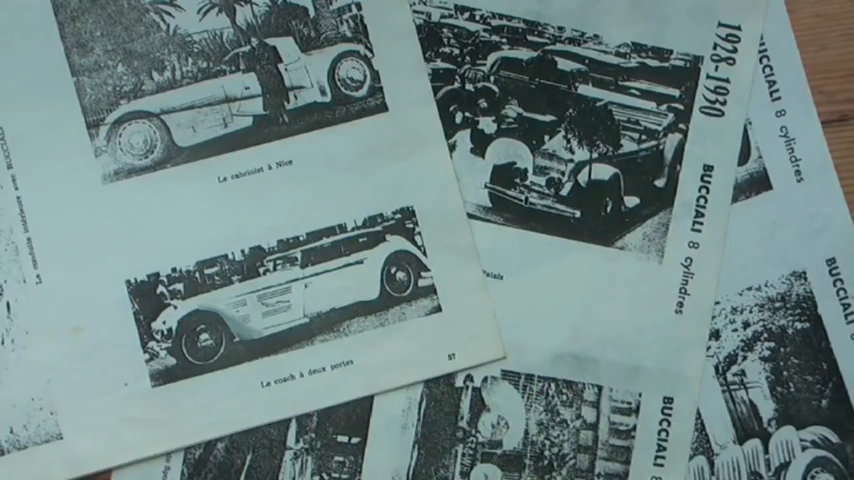 Le cabriolet à Nice
Le coach à deux portes
57
1928-1930
BUCCIALI 8 cylindres
BUCCIALI 8 cylindres
BUCCIALI 8
BUCCIALI